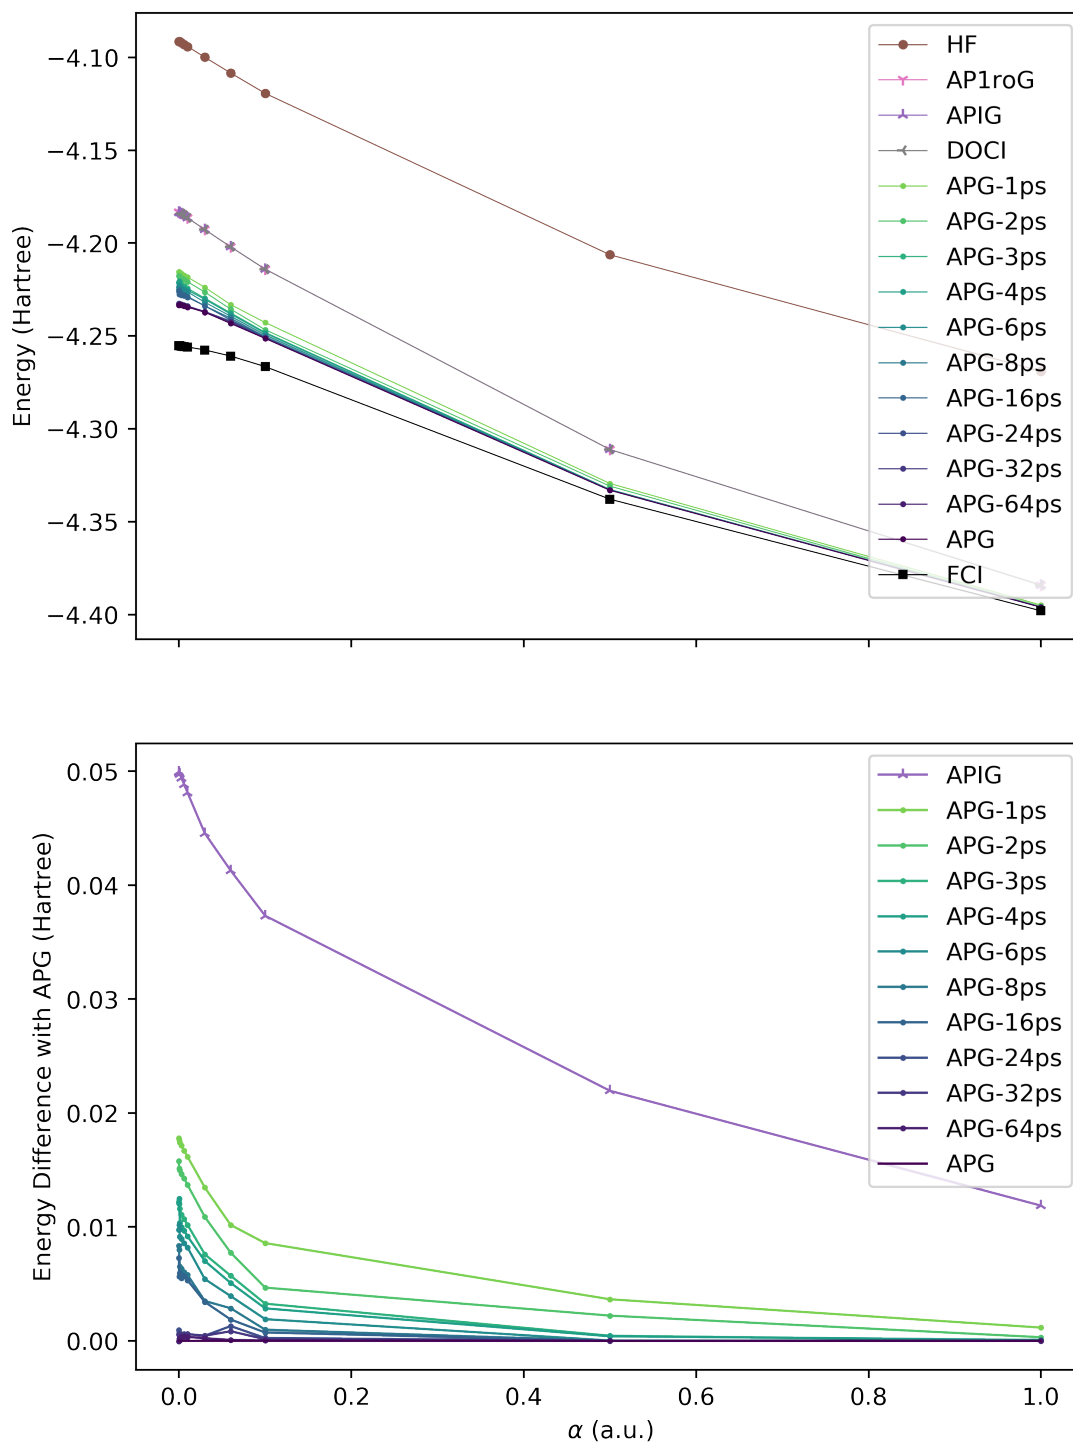 −4.10
−4.15
−4.20
−4.25
−4.30
−4.35
−4.40
Energy (Hartree)
HF
AP1roG
APIG
DOCI
APG-1ps
APG-2ps
APG-3ps
APG-4ps
APG-6ps
APG-8ps
APG-16ps
APG-24ps
APG-32ps
APG-64ps
APG
FCI
0.05
0.04
0.03
0.02
0.01
0.00
Energy Difference with APG (Hartree)
APIG
APG-1ps
APG-2ps
APG-3ps
APG-4ps
APG-6ps
APG-8ps
APG-16ps
APG-24ps
APG-32ps
APG-64ps
APG
0.0 0.2 0.4 0.6 0.8 1.0
α (a.u.)